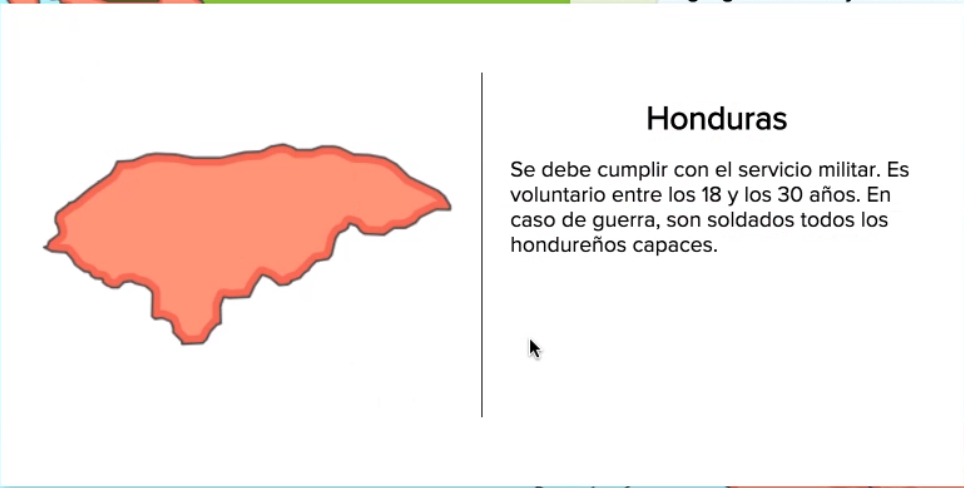 Honduras
Se debe cumplir con el servicio militar. Es
voluntario entre los 18 y los 30 años. En
caso de guerra, son soldados todos los
hondureños capaces.